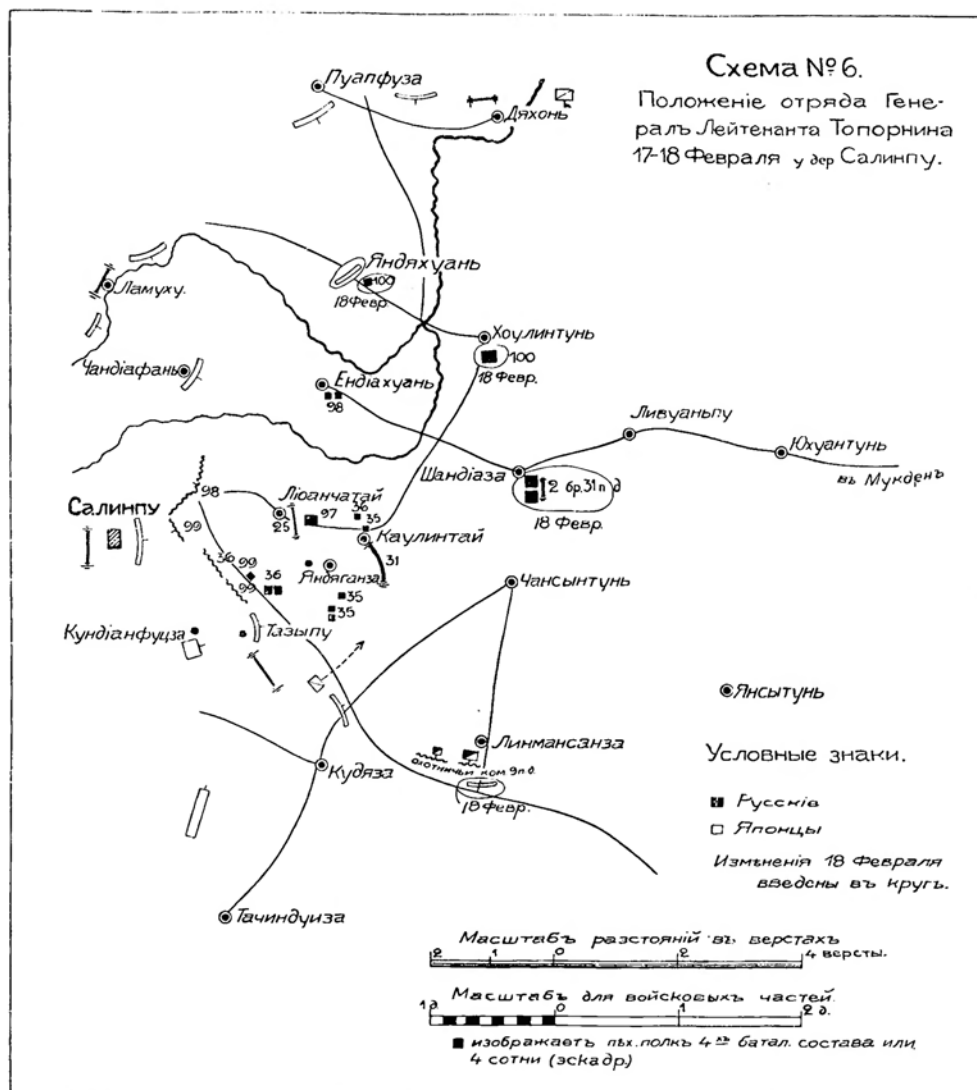 Схема № 6.
Положеніе отряда Гене-
ралъ Лейтенанта Топорнина
17-18 Февраля у дер Салинпу.
Пуапфуза
Дяхонь
Яндяхуань
100
18 Февр.
Ламуху.
Хоулинтунь
100
18 Февр.
Чандіафань
Ендіахуань
98
Ливуаньпу
Юхуантунь
въ Мукденъ
Шандіаза
2 бр. 31 п д
18 Февр.
98
Ліюанчатай
Салинпу
99
25
97
36
35
Каулинтай
31
36
99
99
36
Яндяганза
35
35
Чансынтунь
Кундіанфуцза
Тазыпу
Янсытунь
Линмансанза
охотничьи ком 9 п д.
18 Февр.
Кудяза
Тачиндуиза
Условные знаки.
Русскіе
Японцы
Измѣненія 18 Февраля
введены въ кругъ.
Масштабъ разстояній въ верстахъ
2 1 0 2 4 версты.
Масштабъ для войсковыхъ частей.
1 д. 0 1 2 д.
изображаетъ пѣх. полкъ 4хъ батал. состава или
4 сотни (эскадр.)